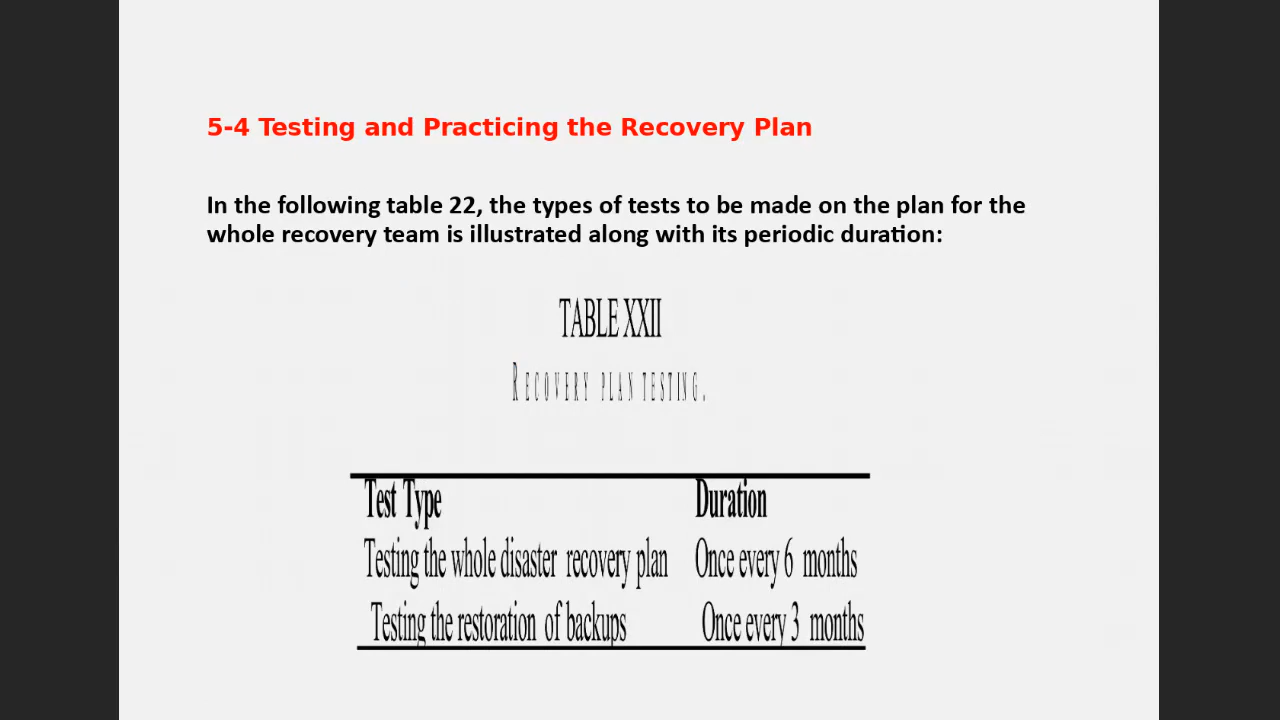 5-4 Testing and Practicing the Recovery Plan
In the following table 22, the types of tests to be made on the plan for the
whole recovery team is illustrated along with its periodic duration:
TABLE XXII
RECOVERY PLAN TESTING.
Test Type Duration
Testing the whole disaster recovery plan Once every 6 months
Testing the restoration of backups Once every 3 months